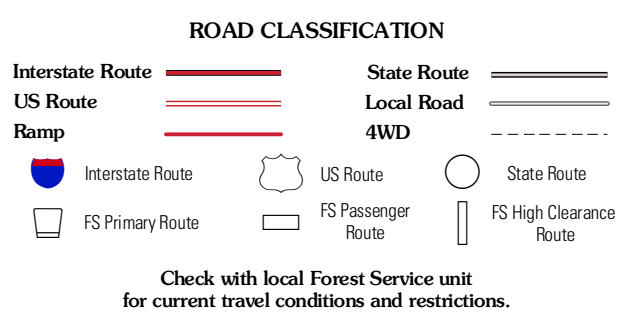 ROAD CLASSIFICATION
Interstate Route
State Route
US Route
Local Road
Ramp
4WD
Interstate Route
US Route
State Route
FS Primary Route
FS Passenger
Route
FS High Clearance
Route
Check with local Forest Service unit
for current travel conditions and restrictions.